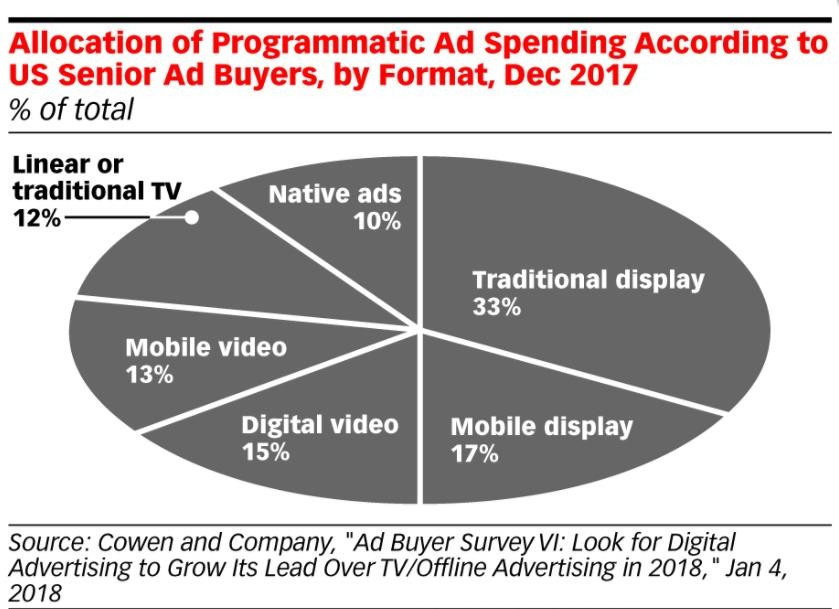 Allocation of Programmatic Ad Spending According to
US Senior Ad Buyers, by Format, Dec 2017
% of total
Linear or
traditional TV
12%
Native ads
10%
Traditional display
33%
Mobile video
13%
Digital video
15%
Mobile display
17%
Source: Cowen and Company, "Ad Buyer Survey VI: Look for Digital
Advertising to Grow Its Lead Over TV/Offline Advertising in 2018," Jan 4,
2018